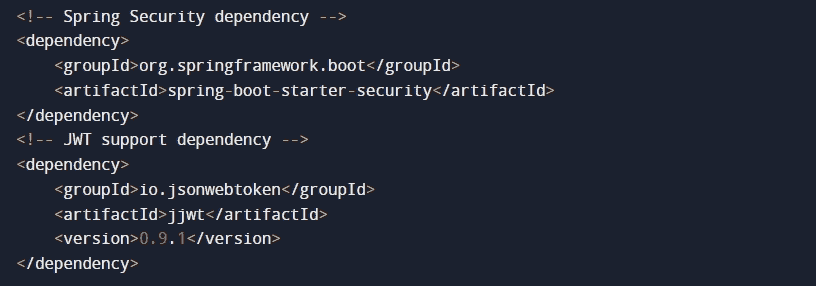 <!-- Spring Security dependency -->
<dependency>
    <groupId>org.springframework.boot</groupId>
    <artifactId>spring-boot-starter-security</artifactId>
</dependency>
<!-- JWT support dependency -->
<dependency>
    <groupId>io.jsonwebtoken</groupId>
    <artifactId>jjwt</artifactId>
    <version>0.9.1</version>
</dependency>